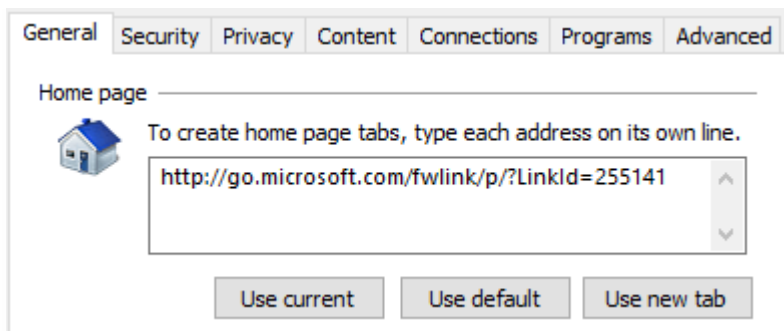 General Security Privacy Content Connections Programs Advanced
Home page
To create home page tabs, type each address on its own line.
http://go.microsoft.com/fwlink/p/?LinkId=255141
Use current Use default Use new tab